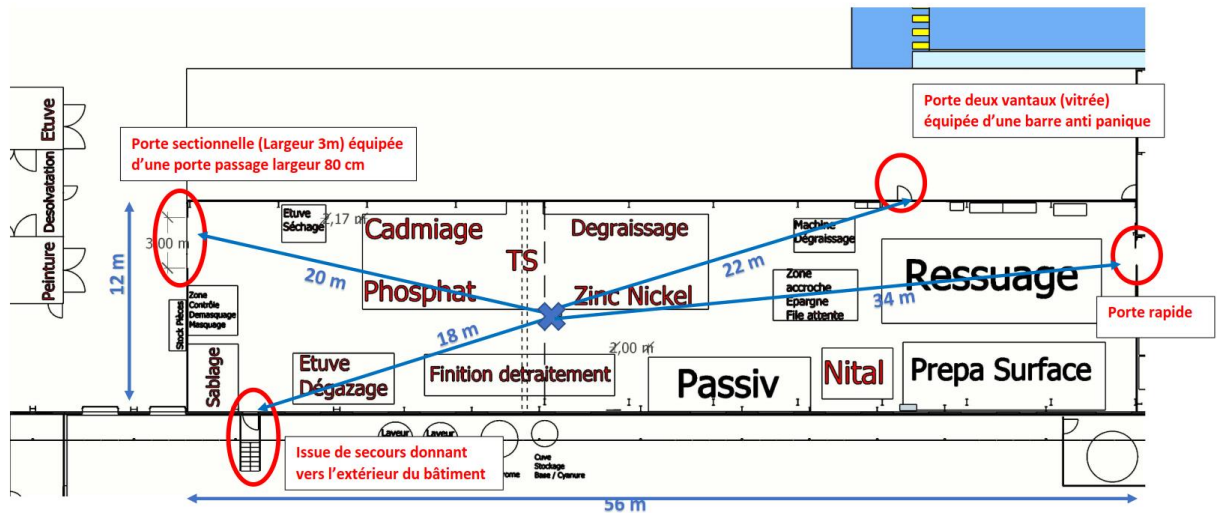 Porte deux vantaux (vitrée)
équipée d'une barre anti panique
Porte sectionnelle (Largeur 3m) équipée
d'une porte passage largeur 80 cm
Etuve
Desolvatation
Peinture
12 m
3,00 m
Etuve
Séchage
2,17 m
Cadmiage
Phosphat
TS
Degraissage
Zinc Nickel
Machine
Dégraissage
Zone
accroche
Epargne
File attente
Ressuage
20 m
22 m
34 m
18 m
Porte rapide
Stock Pièces
Zone
Contrôle
Demasquage
Masquage
Sablage
Etuve
Dégazage
Finition detraitement
2,00 m
Passiv
Nital
Prepa Surface
Issue de secours donnant
vers l'extérieur du bâtiment
Laveur
Laveur
Cuve
Stockage
Base / Cyanure
56 m